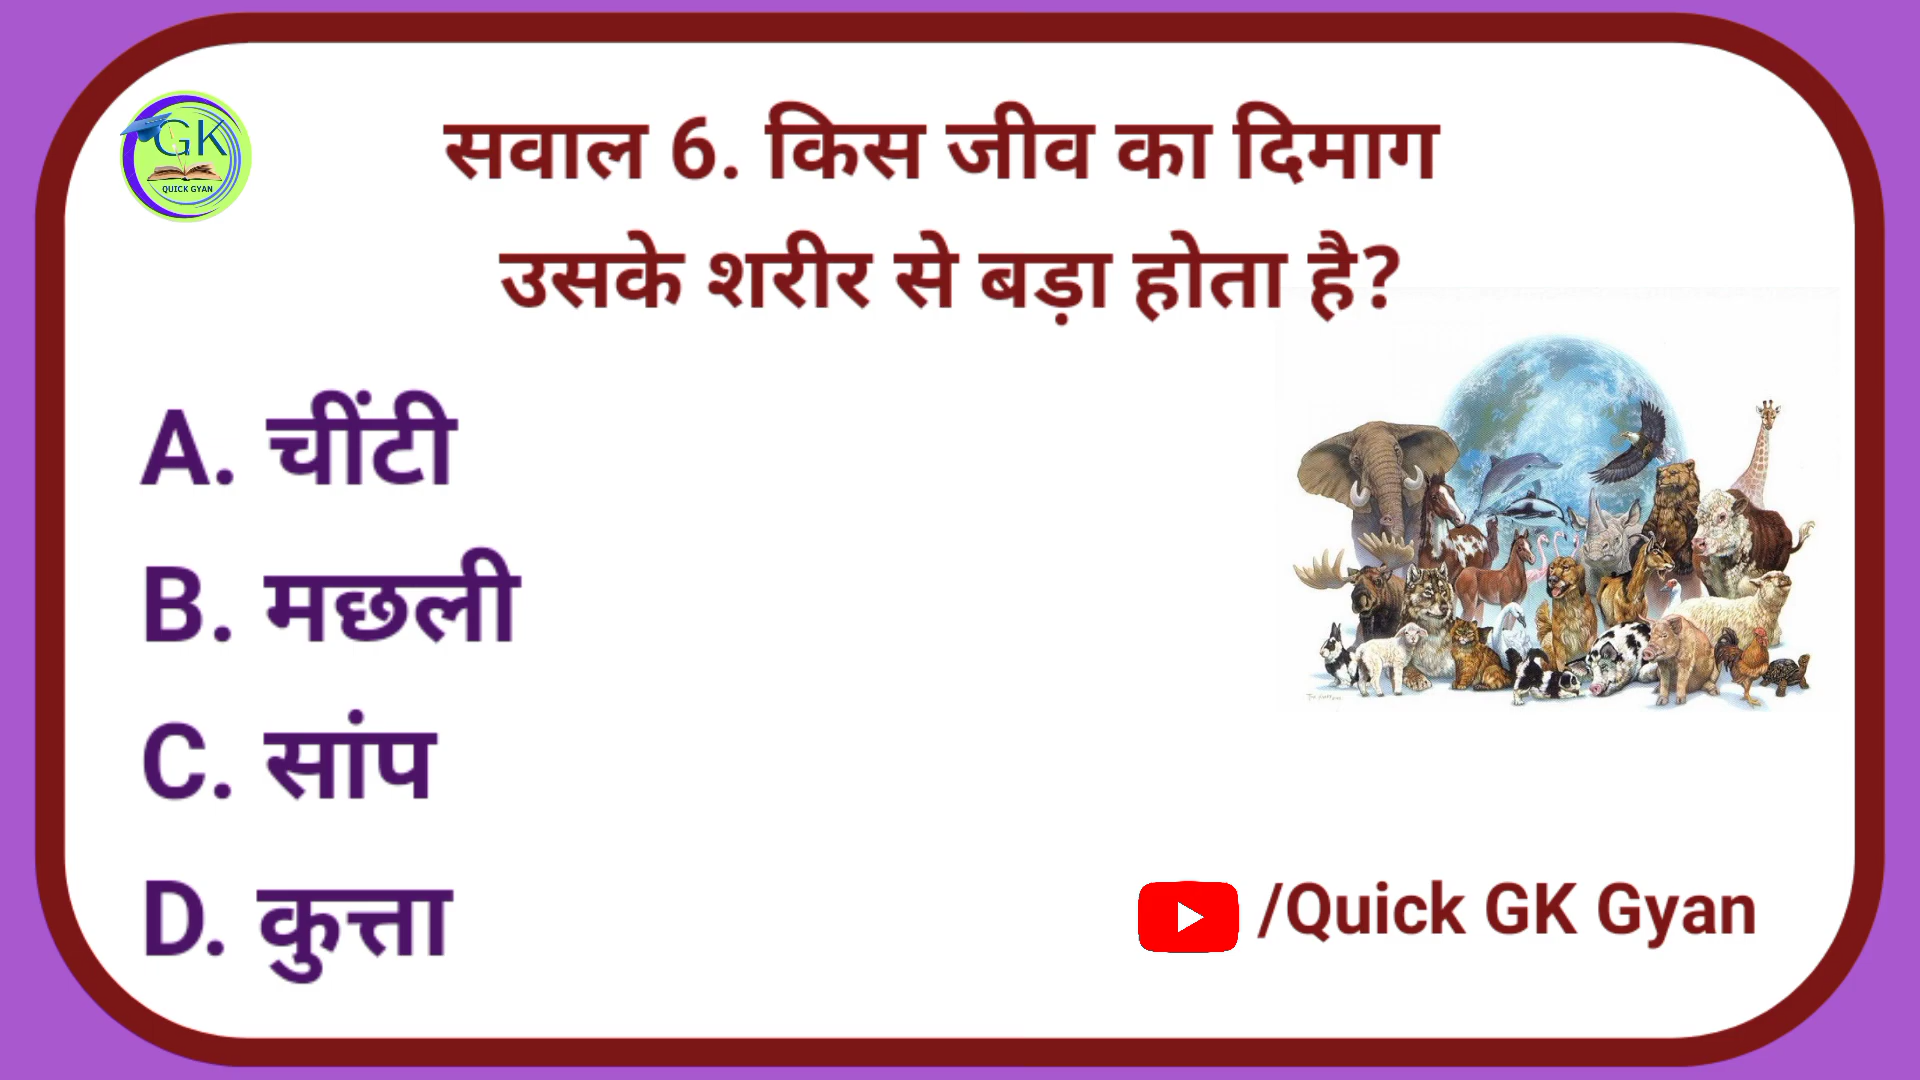 GK
QUICK GYAN
सवाल 6. किस जीव का दिमाग
उसके शरीर से बड़ा होता है?
A. चींटी
B. मछली
C. सांप
D. कुत्ता
/Quick GK Gyan